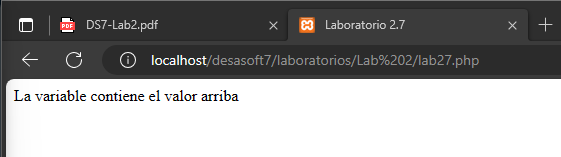 DS7-Lab2.pdf
Laboratorio 2.7
localhost/desasoft7/laboratorios/Lab%202/lab27.php
La variable contiene el valor arriba